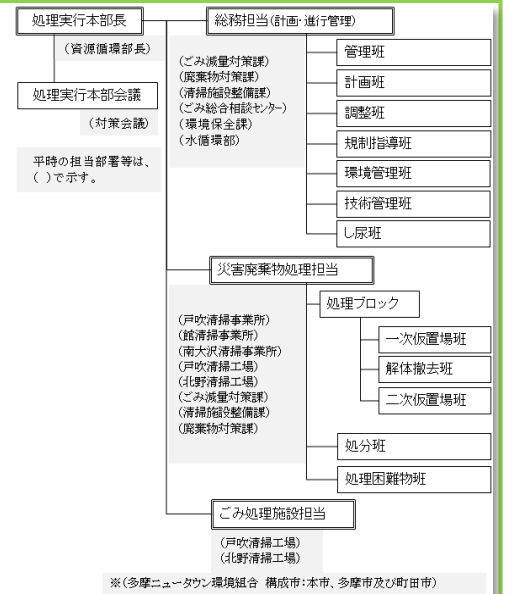 処理実行本部長
(資源循環部長)
処理実行本部会議
(対策会議)
平時の担当部署等は、
( )で示す。
総務担当(計画・進行管理)
(ごみ減量対策課)
(廃棄物対策課)
(清掃施設整備課)
(ごみ総合相談センター)
(環境保全課)
(水循環部)
管理班
計画班
調整班
規制指導班
環境管理班
技術管理班
し尿班
災害廃棄物処理担当
(戸吹清掃事業所)
(館清掃事業所)
(南大沢清掃事業所)
(戸吹清掃工場)
(北野清掃工場)
(ごみ減量対策課)
(清掃施設整備課)
(廃棄物対策課)
処理ブロック
一次仮置場班
解体撤去班
二次仮置場班
処分班
処理困難物班
ごみ処理施設担当
(戸吹清掃工場)
(北野清掃工場)
※(多摩ニュータウン環境組合 構成市:本市、多摩市及び町田市)